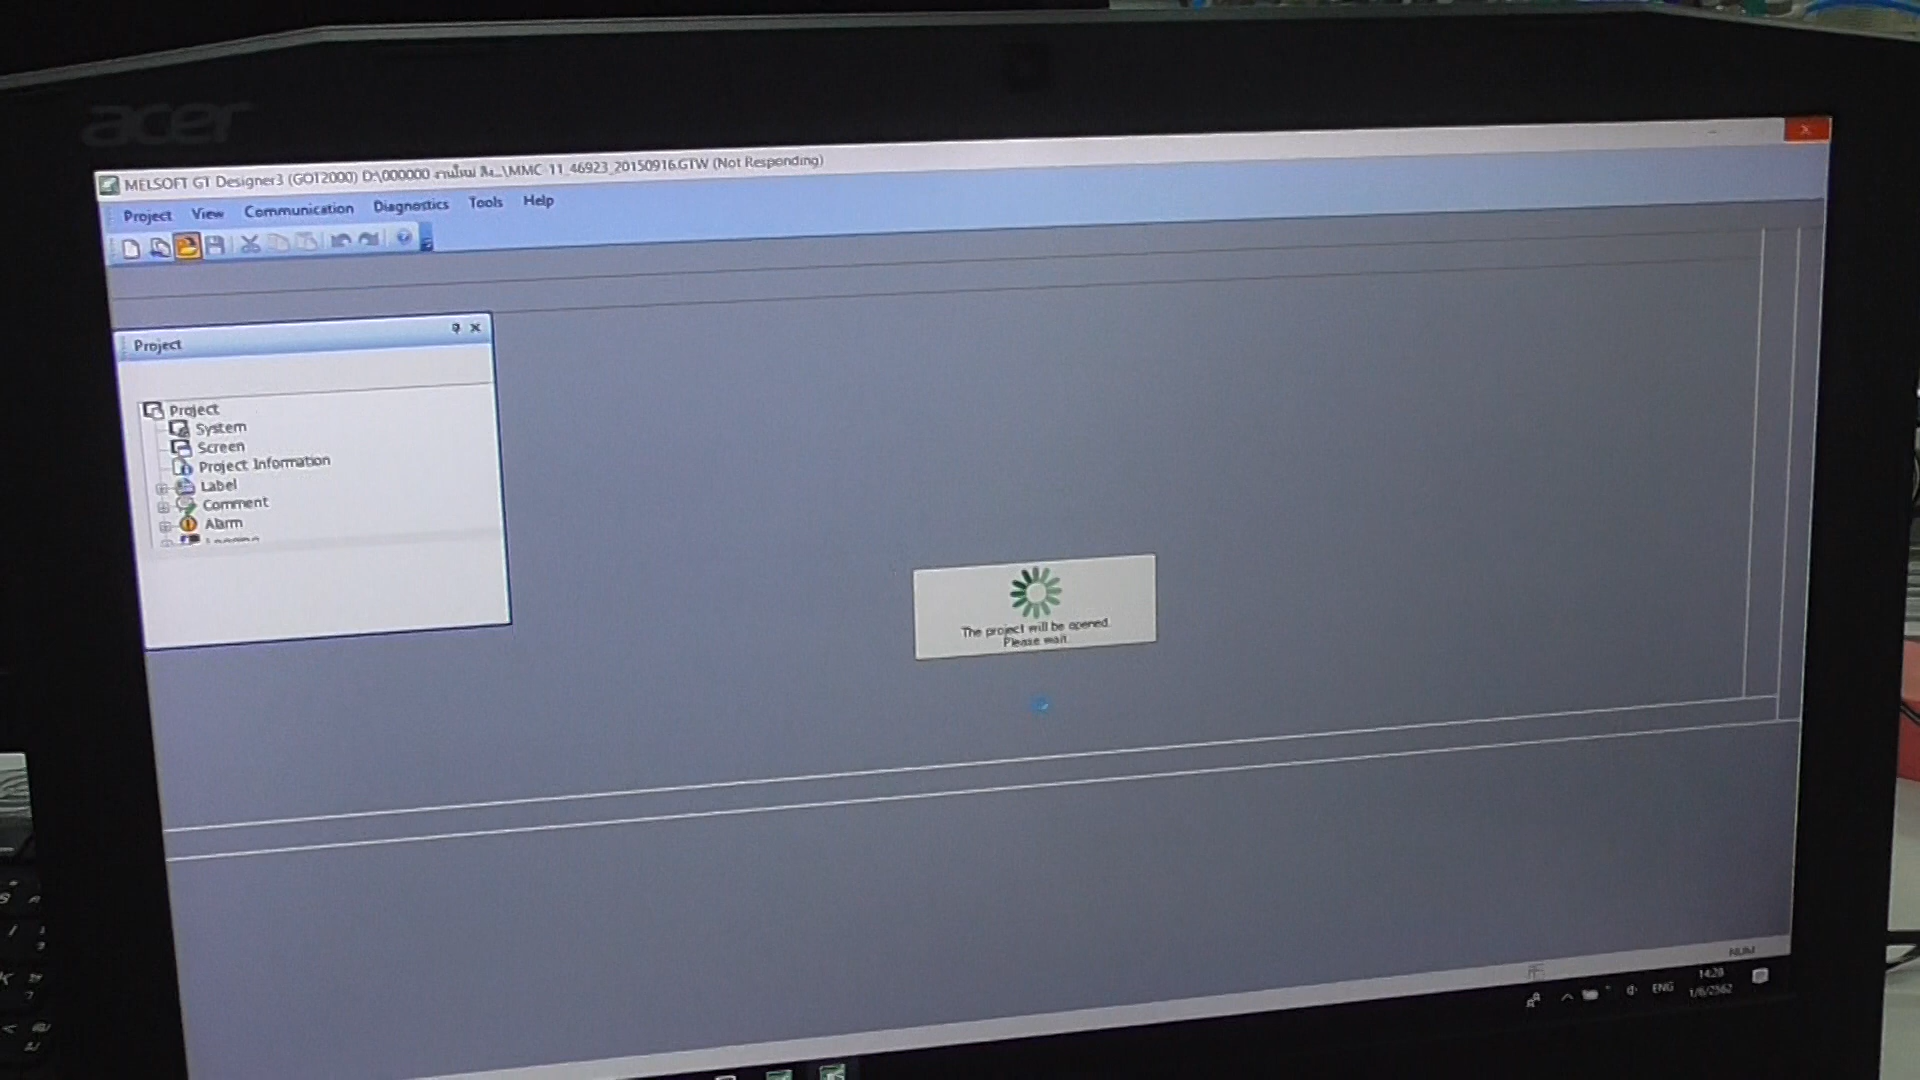 acer
MELSOFT GT Designer3 (GOT2000) D:\000000 งานใหม่ สิง...\MMC-11_46923_20150916.GTW (Not Responding)
Project View Communication Diagnostics Tools Help
Project
Project
System
Screen
Project Information
Label
Comment
Alarm
Logging
The project will be opened.
Please wait.
NUM
14:28
ENG
1/6/2562